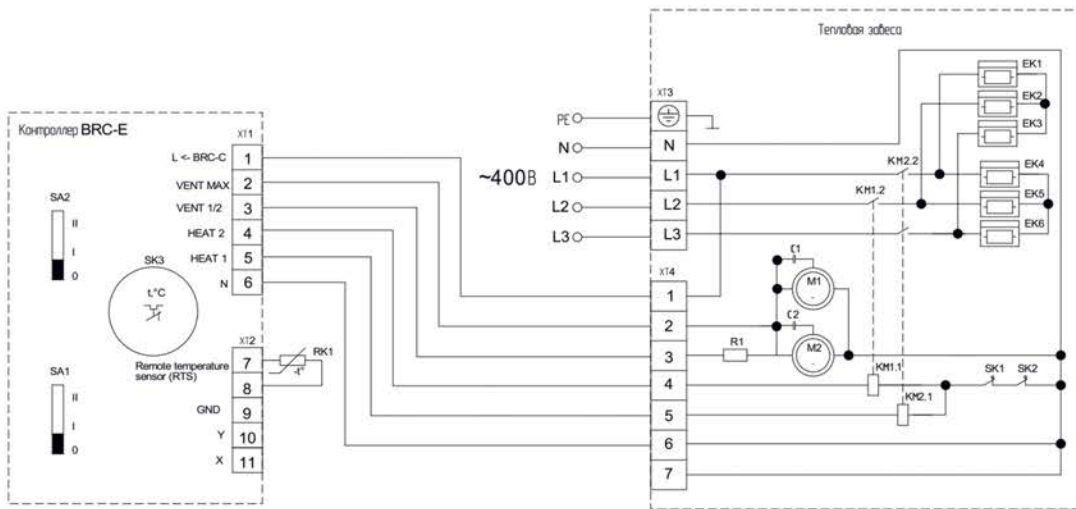 Контроллер BRC-E
SA2
II
I
0
SK3
t,°C
SA1
II
I
0
XT1
L <- BRC-C 1
VENT MAX 2
VENT 1/2 3
HEAT 2 4
HEAT 1 5
N 6
XT2
Remote temperature
sensor (RTS)
7
8
GND 9
Y 10
X 11
RK1
-t°
~400В
PE
N
L1
L2
L3
Тепловая завеса
XT3
N
L1
L2
L3
XT4
1
2
3
4
5
6
7
KM2.2
KM1.2
EK1
EK2
EK3
EK4
EK5
EK6
C1
M1
C2
M2
R1
KM1.1
KM2.1
SK1
SK2